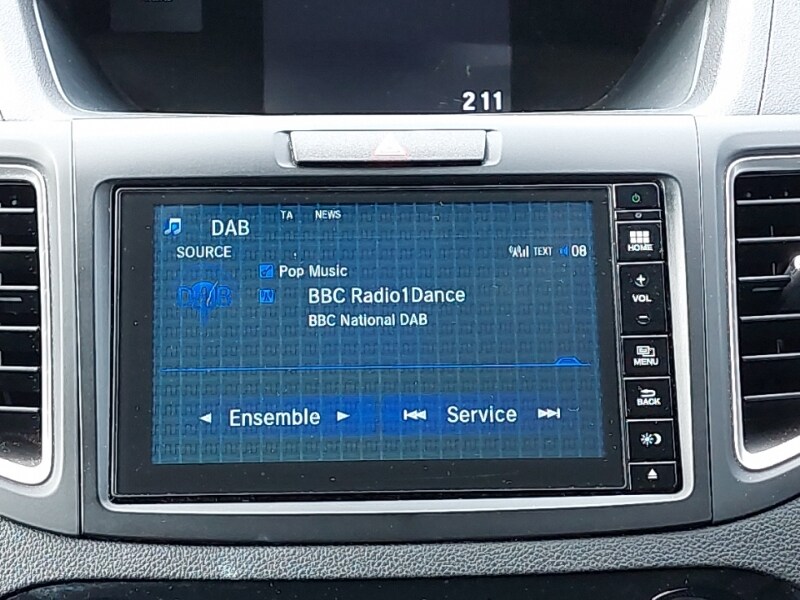 211
TA NEWS
DAB
SOURCE
TEXT 08
Pop Music
DAB
BBC Radio1Dance
BBC National DAB
Ensemble
Service
HOME
+
VOL
−
MENU
BACK